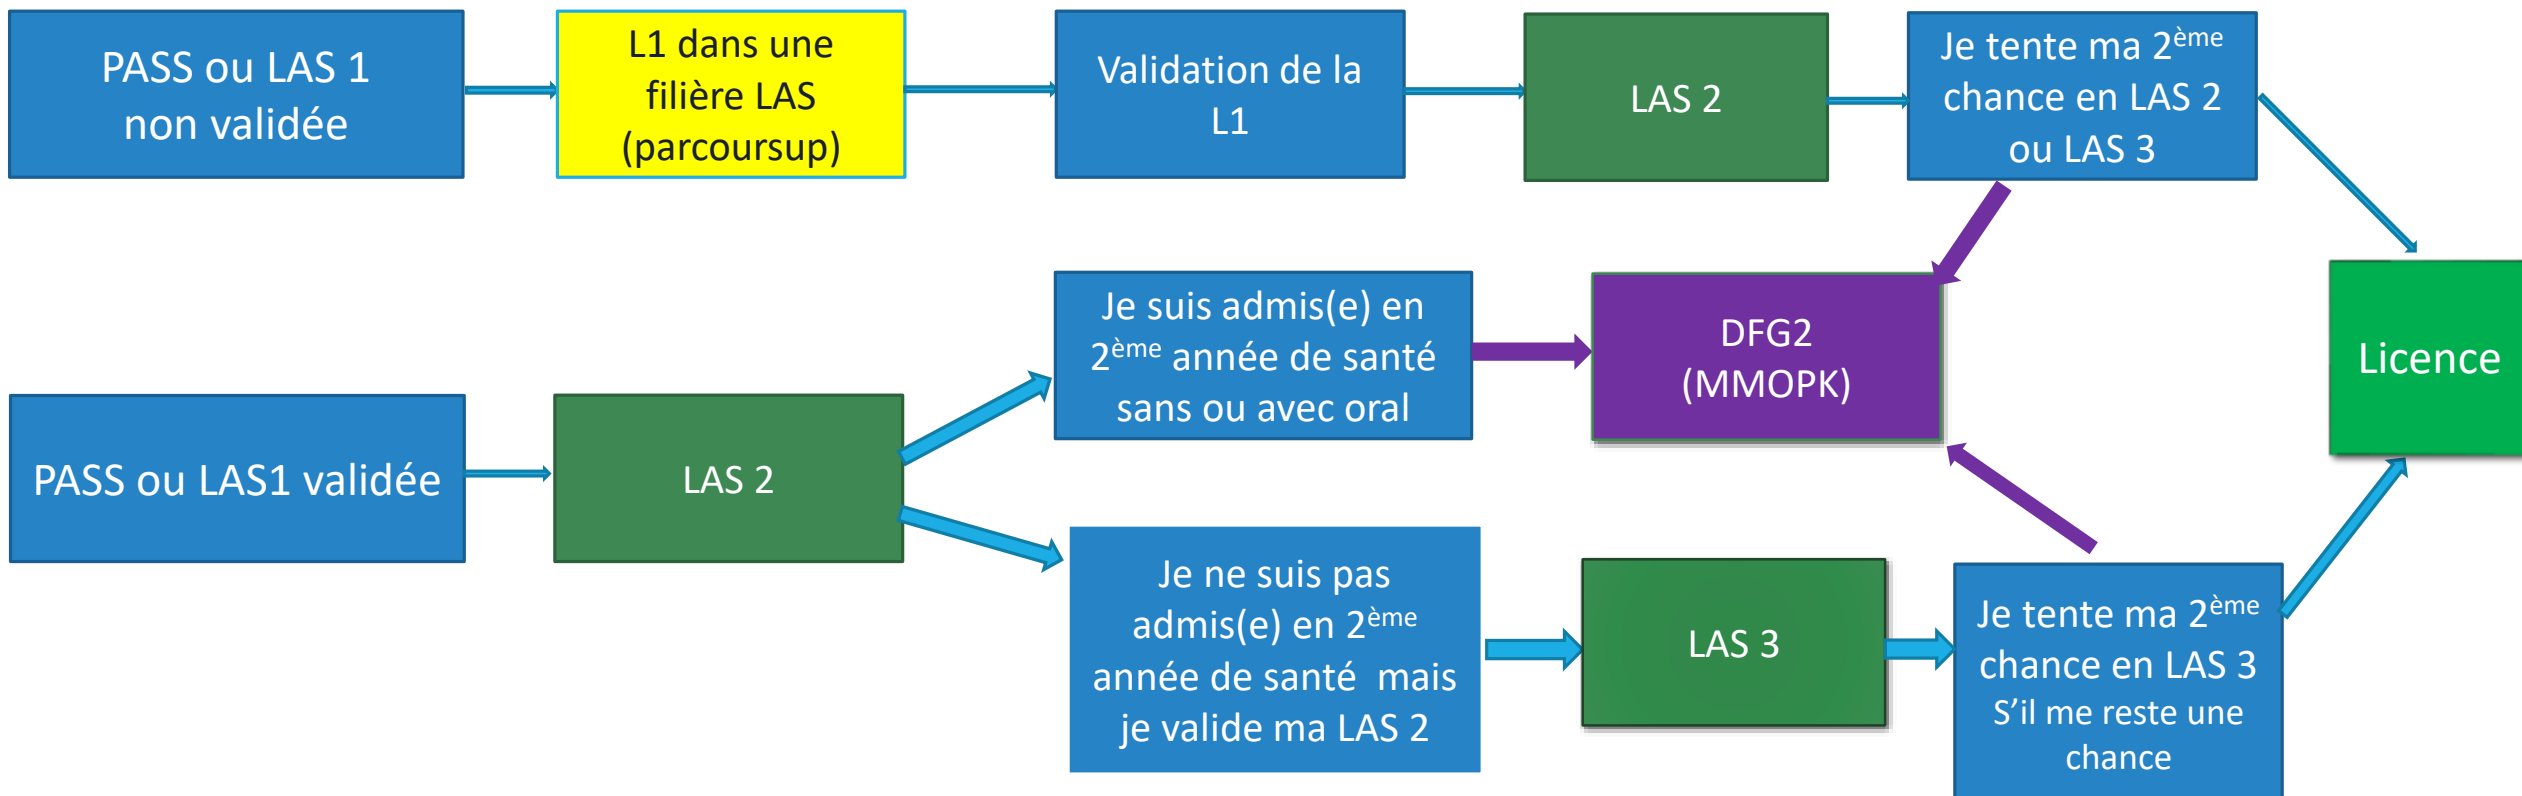 PASS ou LAS 1
non validée
L1 dans une
filière LAS
(parcoursup)
Validation de la
L1
LAS 2
Je tente ma 2ème
chance en LAS 2
ou LAS 3
Je suis admis(e) en
2ème année de santé
sans ou avec oral
DFG2
(MMOPK)
Licence
PASS ou LAS1 validée
LAS 2
Je ne suis pas
admis(e) en 2ème
année de santé  mais
je valide ma LAS 2
LAS 3
Je tente ma 2ème
chance en LAS 3
S’il me reste une
chance